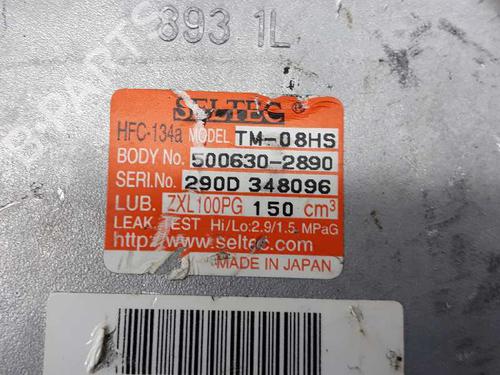 893 1L
SELTEC
HFC-134a MODEL TM-08HS
BODY No. 500630-2890
SERI.No. 290D 348096
LUB. ZXL100PG 150 cm³
LEAK TEST Hi/Lo:2.9/1.5 MPaG
http://www.seltec.com
MADE IN JAPAN